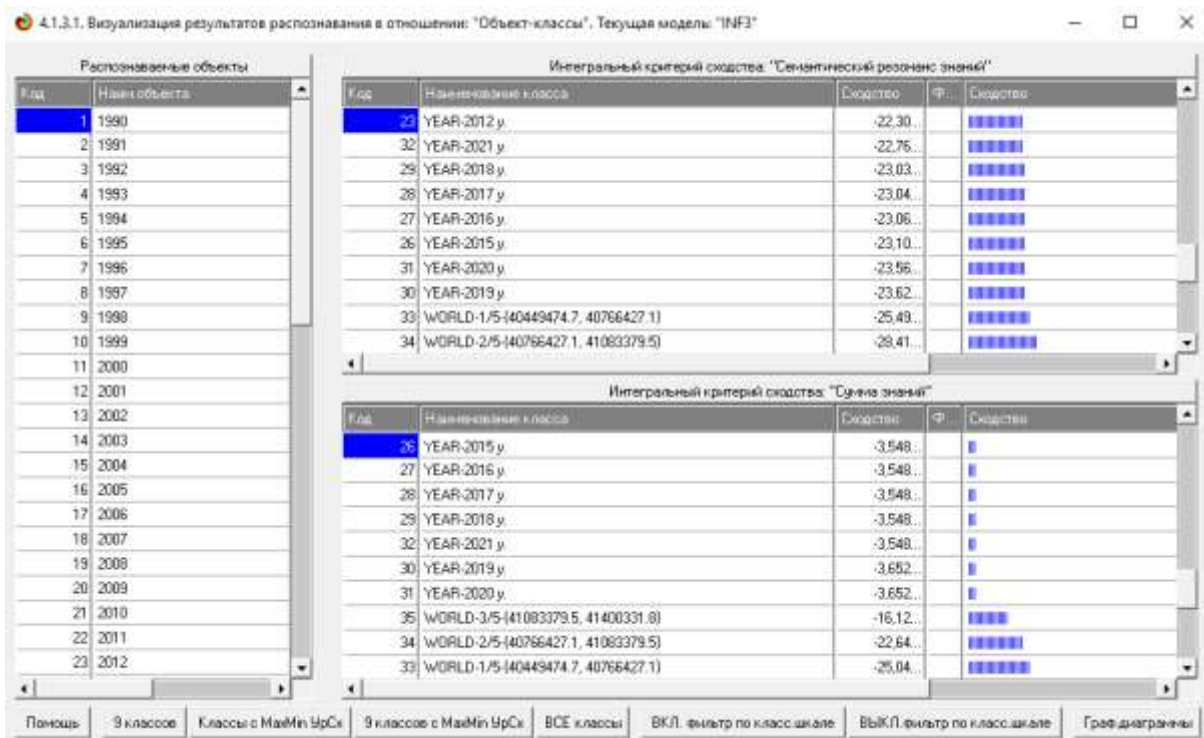 4.1.3.1. Визуализация результатов распознавания в отношении: "Объект-классы". Текущая модель: "INF3"
Распознаваемые объекты
Код Наим.объекта
1 1990
2 1991
3 1992
4 1993
5 1994
6 1995
7 1996
8 1997
9 1998
10 1999
11 2000
12 2001
13 2002
14 2003
15 2004
16 2005
17 2006
18 2007
19 2008
20 2009
21 2010
22 2011
23 2012
Интегральный критерий сходства: "Семантический резонанс знаний"
Код Наименование класса Сходство Ф... Сходство
23 YEAR-2012 y. -22,30...
32 YEAR-2021 y. -22,76...
29 YEAR-2018 y. -23,03...
28 YEAR-2017 y. -23,04...
27 YEAR-2016 y. -23,06...
26 YEAR-2015 y. -23,10...
31 YEAR-2020 y. -23,56...
30 YEAR-2019 y. -23,62...
33 WORLD-1/5-{40449474.7, 40766427.1} -25,49...
34 WORLD-2/5-{40766427.1, 41083379.5} -28,41...
Интегральный критерий сходства: "Сумма знаний"
Код Наименование класса Сходство Ф... Сходство
26 YEAR-2015 y. -3,548...
27 YEAR-2016 y. -3,548...
28 YEAR-2017 y. -3,548...
29 YEAR-2018 y. -3,548...
32 YEAR-2021 y. -3,548...
30 YEAR-2019 y. -3,652...
31 YEAR-2020 y. -3,652...
35 WORLD-3/5-{41083379.5, 41400331.8} -16,12...
34 WORLD-2/5-{40766427.1, 41083379.5} -22,64...
33 WORLD-1/5-{40449474.7, 40766427.1} -25,04...
Помощь 9 классов Классы с MaxMin УрСх 9 классов с MaxMin УрСх ВСЕ классы ВКЛ. фильтр по класс.шкале ВЫКЛ.фильтр по класс.шкале Граф.диаграммы